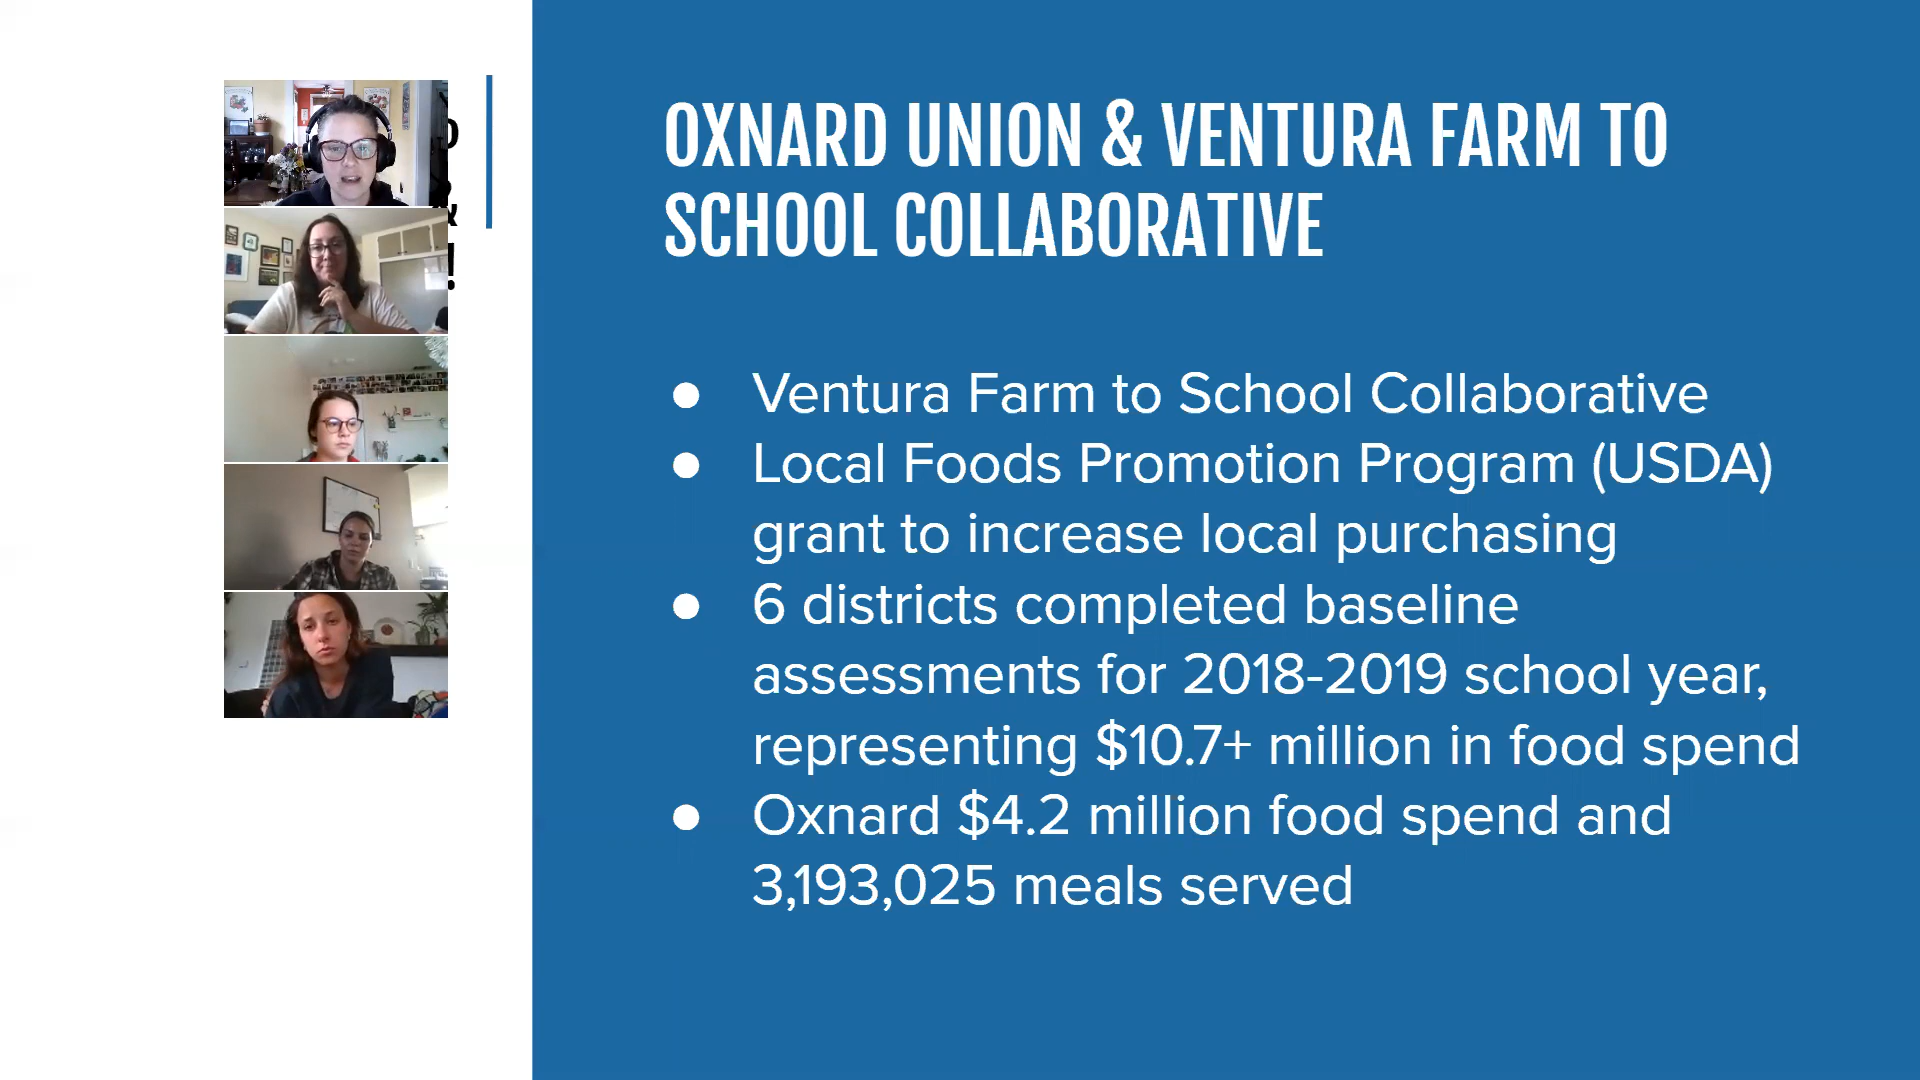 OXNARD UNION & VENTURA FARM TO
SCHOOL COLLABORATIVE
● Ventura Farm to School Collaborative
● Local Foods Promotion Program (USDA)
grant to increase local purchasing
● 6 districts completed baseline
assessments for 2018-2019 school year,
representing $10.7+ million in food spend
● Oxnard $4.2 million food spend and
3,193,025 meals served